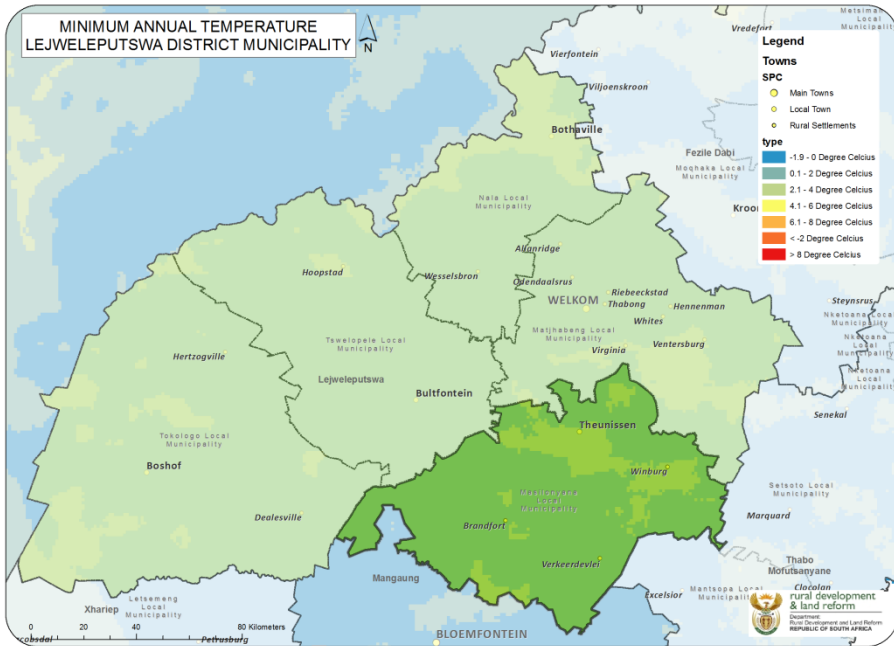 MINIMUM ANNUAL TEMPERATURE
LEJWELEPUTSWA DISTRICT MUNICIPALITY
N
Legend
Towns
SPC
Main Towns
Local Town
Rural Settlements
type
-1.9 - 0 Degree Celcius
0.1 - 2 Degree Celcius
2.1 - 4 Degree Celcius
4.1 - 6 Degree Celcius
6.1 - 8 Degree Celcius
< -2 Degree Celcius
> 8 Degree Celcius
Vredefort
Vierfontein
Viljoenskroon
Bothaville
Fezile Dabi
Moqhaka Local
Municipality
Kroon
Nala Local
Municipality
Allanridge
Hoopstad
Wesselsbron
Odendaalsrus
Riebeeckstad
WELKOM
Thabong
Hennenman
Whites
Steynsrus
Nketoana Local
Municipality
Nketoana Local
Municipality
Matjhabeng Local
Municipality
Tswelopele Local
Municipality
Hertzogville
Virginia
Ventersburg
Lejweleputswa
Bultfontein
Senekal
Theunissen
Tokologo Local
Municipality
Boshof
Winburg
Setsoto Local
Municipality
Masilonyana
Local
Municipality
Dealesville
Brandfort
Marquard
Verkeerdevlei
Thabo
Mofutsanyane
Mangaung
Mantsopa Local
Municipality
Clocolan
Excelsior
Xhariep
Letsemeng
Local
Municipality
0 80 Kilometers
Petrusburg
BLOEMFONTEIN
rural development
& land reform
Department:
Rural Development and Land Reform
REPUBLIC OF SOUTH AFRICA